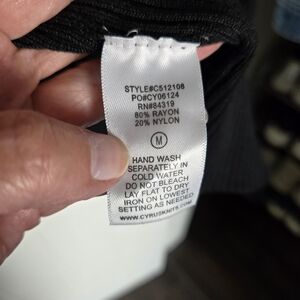 STYLE#C512108
PO#CY06124
RN#84319
80% RAYON
20% NYLON
M
HAND WASH
SEPARATELY IN
COLD WATER
DO NOT BLEACH
LAY FLAT TO DRY
IRON ON LOWEST
SETTING AS NEEDED
WWW.CYRUSKNITS.COM